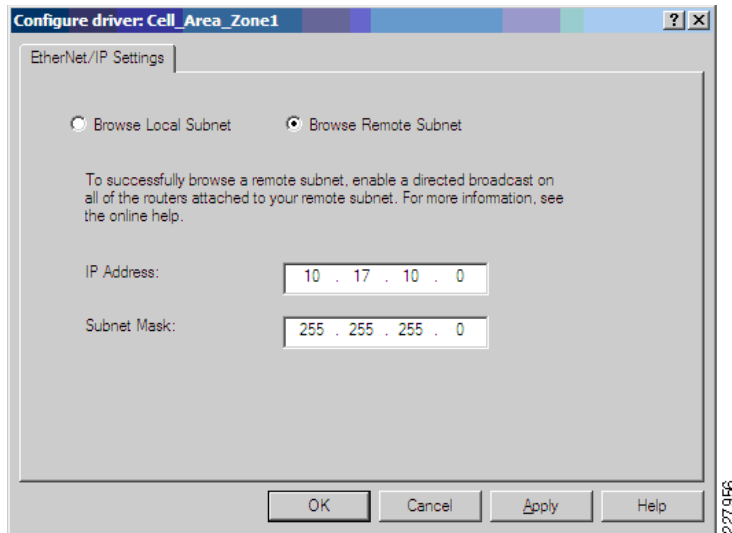 Configure driver: Cell_Area_Zone1
EtherNet/IP Settings
Browse Local Subnet Browse Remote Subnet
To successfully browse a remote subnet, enable a directed broadcast on
all of the routers attached to your remote subnet. For more information, see
the online help.
IP Address: 10 . 17 . 10 . 0
Subnet Mask: 255 . 255 . 255 . 0
OK Cancel Apply Help
227956